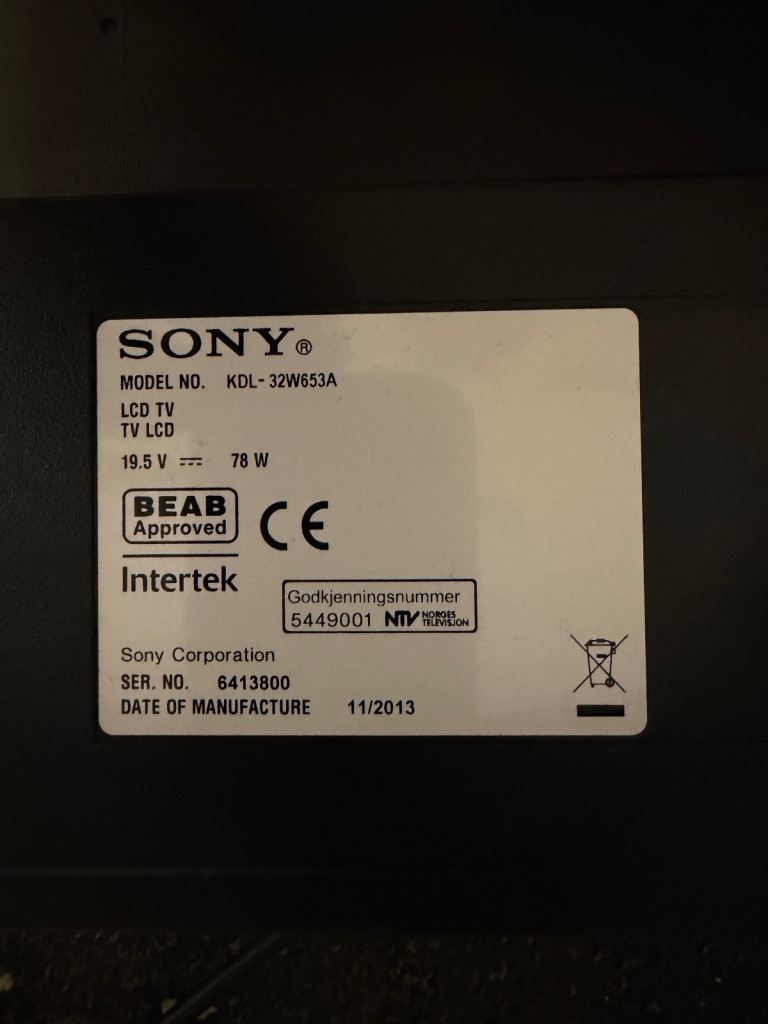 SONY®
MODEL NO. KDL-32W653A
LCD TV
TV LCD
19.5 V ⎓ 78 W
BEAB
Approved
CE
Intertek
Godkjenningsnummer
5449001 NTV NORGES
TELEVISJON
Sony Corporation
SER. NO. 6413800
DATE OF MANUFACTURE 11/2013